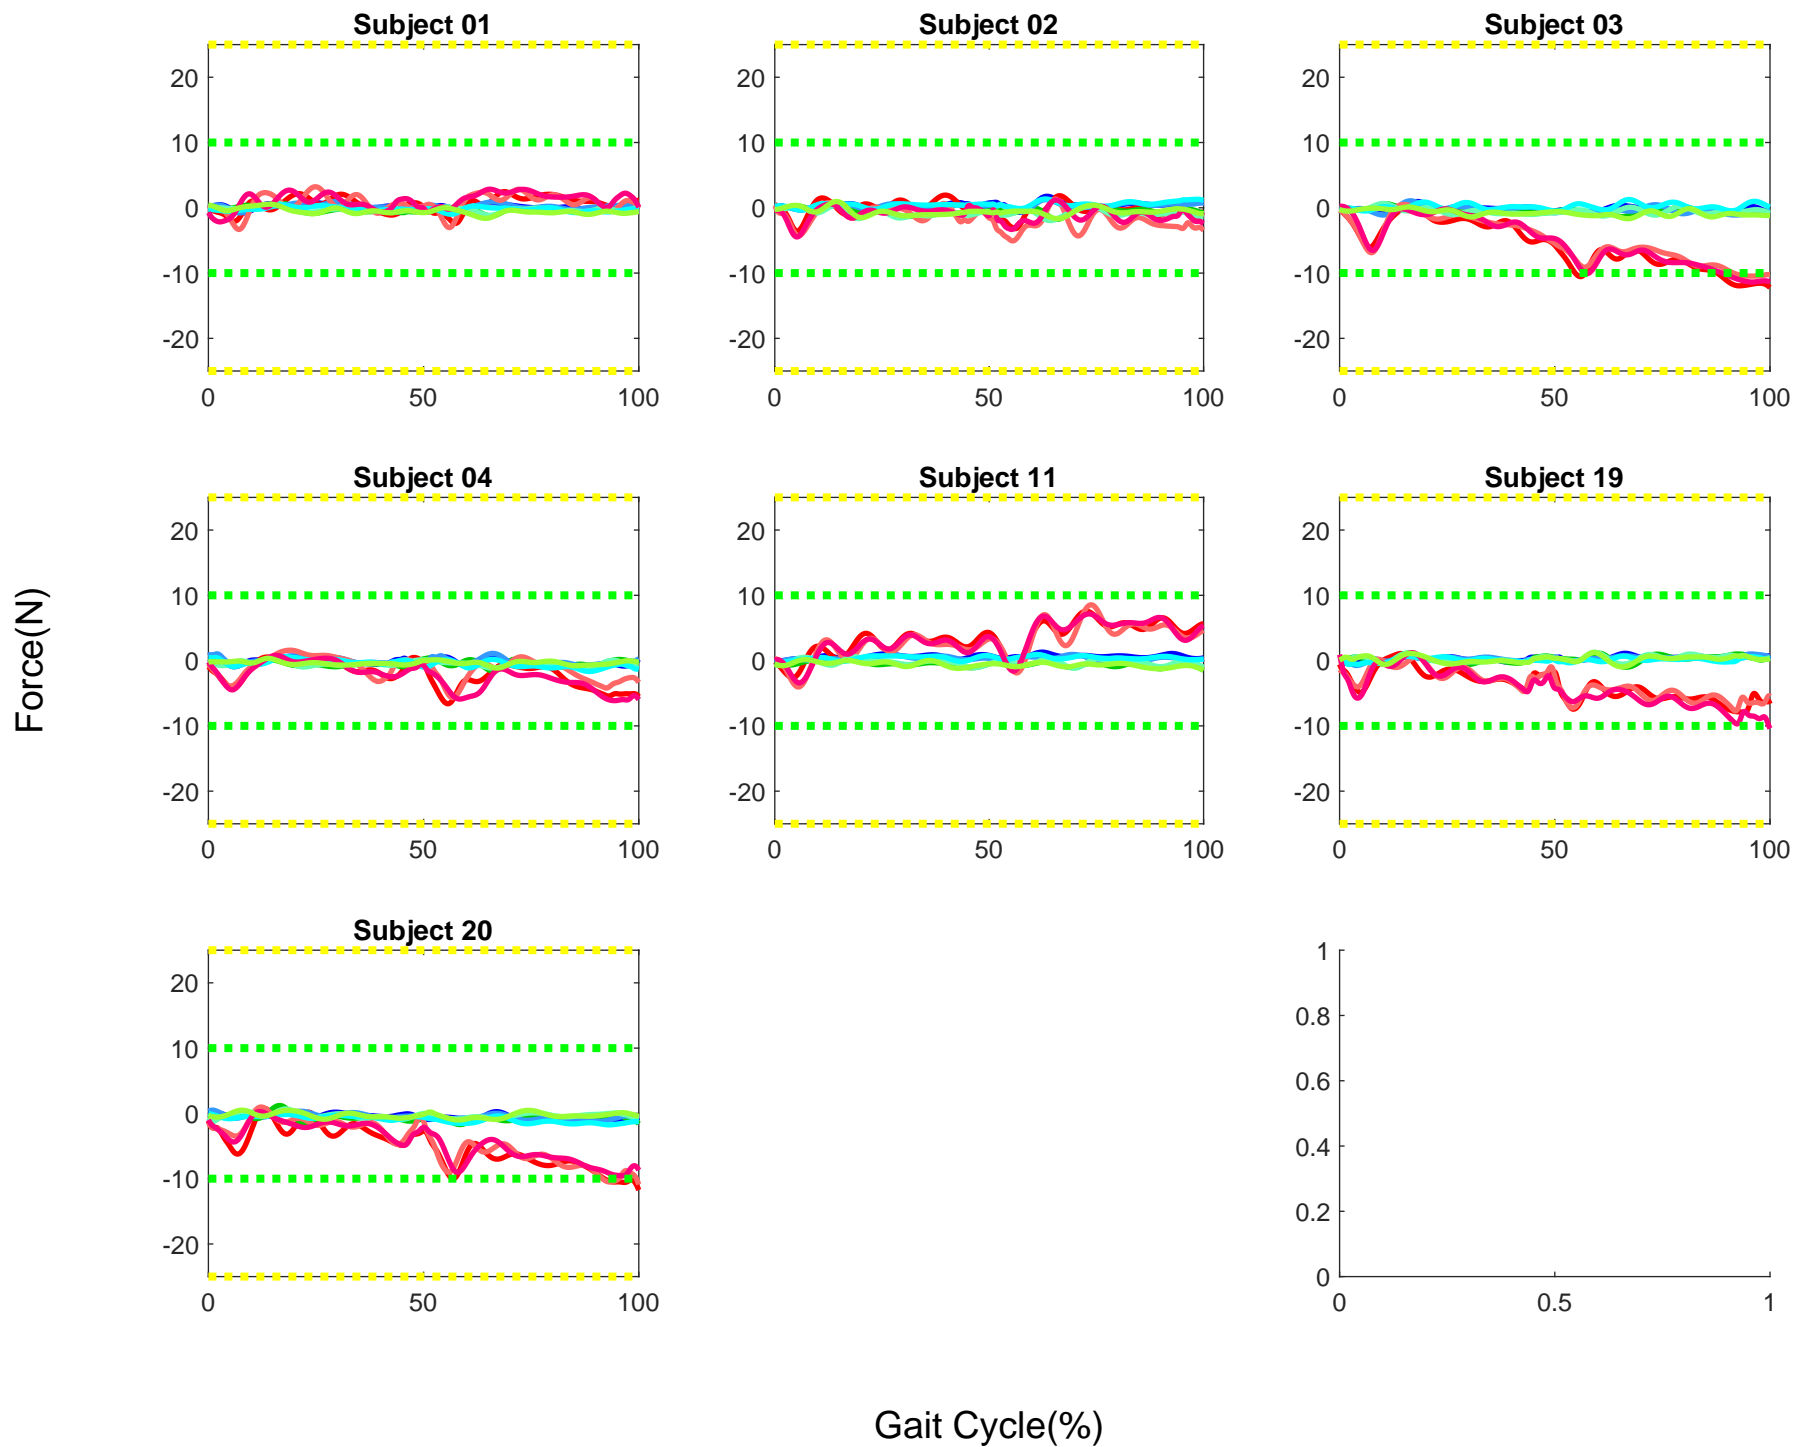 Subject 01 Subject 02 Subject 03
20 20 20
10 10 10
0 0 0
-10 -10 -10
-20 -20 -20
0 50 100 0 50 100 0 50 100
Subject 04 Subject 11 Subject 19
20 20 20
10 10 10
0 0 0
-10 -10 -10
-20 -20 -20
0 50 100 0 50 100 0 50 100
Force(N)
Subject 20
20
10
0
-10
-20
0 50 100
1
0.8
0.6
0.4
0.2
0
0 0.5 1
Gait Cycle(%)